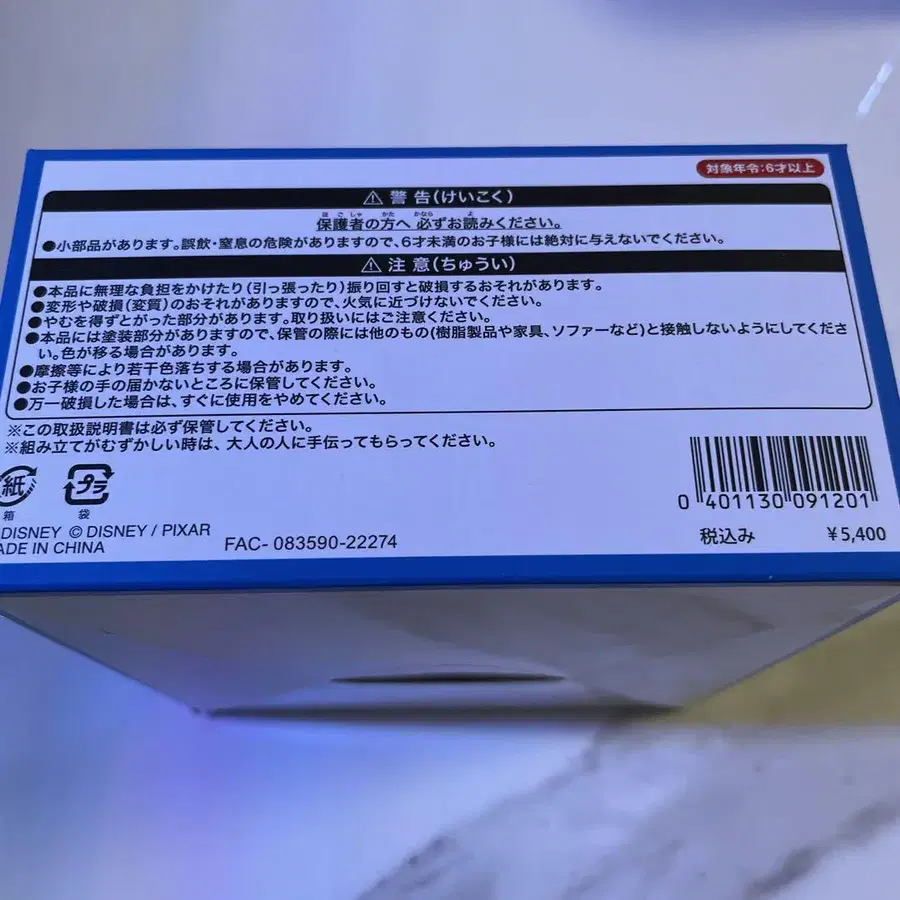 対象年令:6才以上
⚠ 警 告(けいこく)
保護者の方へ 必ずお読みください。
●小部品があります。誤飲・窒息の危険がありますので、6才未満のお子様には絶対に与えないでください。
⚠ 注 意(ちゅうい)
●本品に無理な負担をかけたり(引っ張ったり)振り回すと破損するおそれがあります。
●変形や破損(変質)のおそれがありますので、火気に近づけないでください。
●やむを得ずとがった部分があります。取り扱いにはご注意ください。
●本品には塗装部分がありますので、保管の際には他のもの(樹脂製品や家具、ソファーなど)と接触しないようにしてくださ
い。色が移る場合があります。
●摩擦等により若干色落ちする場合があります。
●お子様の手の届かないところに保管してください。
●万一破損した場合は、すぐに使用をやめてください。
※この取扱説明書は必ず保管してください。
※組み立てがむずかしい時は、大人の人に手伝ってもらってください。
紙 プラ
箱 袋
0 401130 091201
税込み ¥5,400
DISNEY © DISNEY / PIXAR
ADE IN CHINA
FAC- 083590-22274